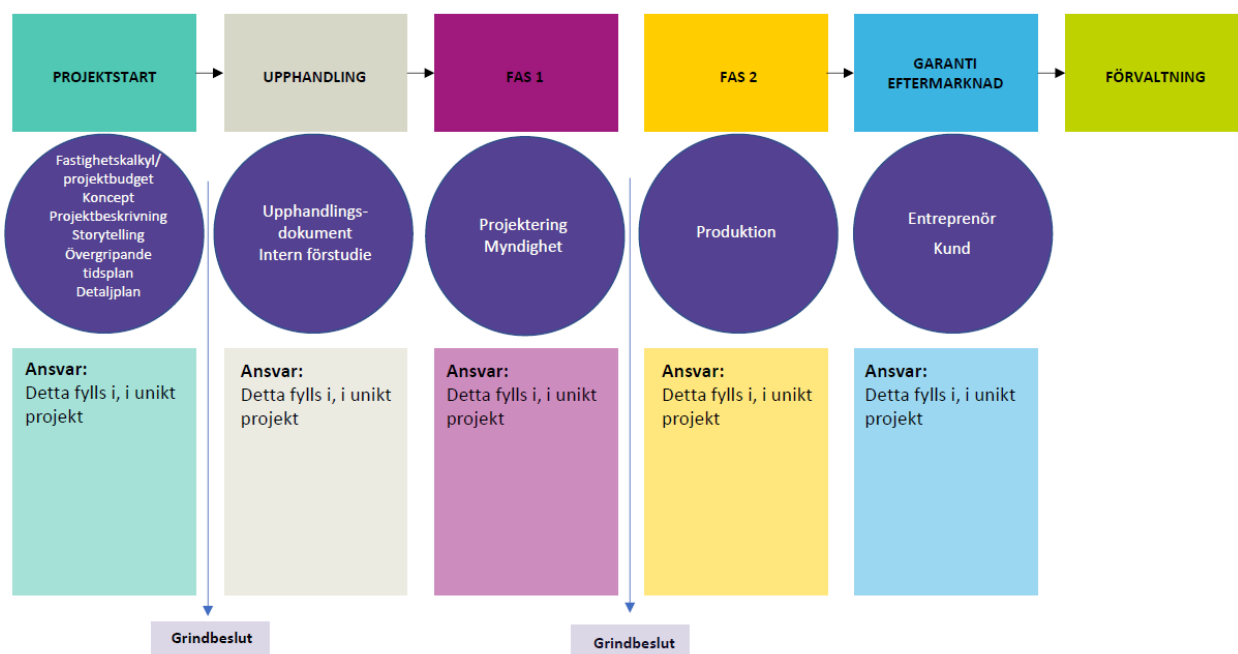 PROJEKTSTART
UPPHANDLING
FAS 1
FAS 2
GARANTI
EFTERMARKNAD
FÖRVALTNING
Fastighetskalkyl/
projektbudget
Koncept
Projektbeskrivning
Storytelling
Övergripande
tidsplan
Detaljplan
Upphandlings-
dokument
Intern förstudie
Projektering
Myndighet
Produktion
Entreprenör
Kund
Ansvar:
Detta fylls i, i unikt
projekt
Ansvar:
Detta fylls i, i unikt
projekt
Ansvar:
Detta fylls i, i unikt
projekt
Ansvar:
Detta fylls i, i unikt
projekt
Ansvar:
Detta fylls i, i unikt
projekt
Grindbeslut
Grindbeslut